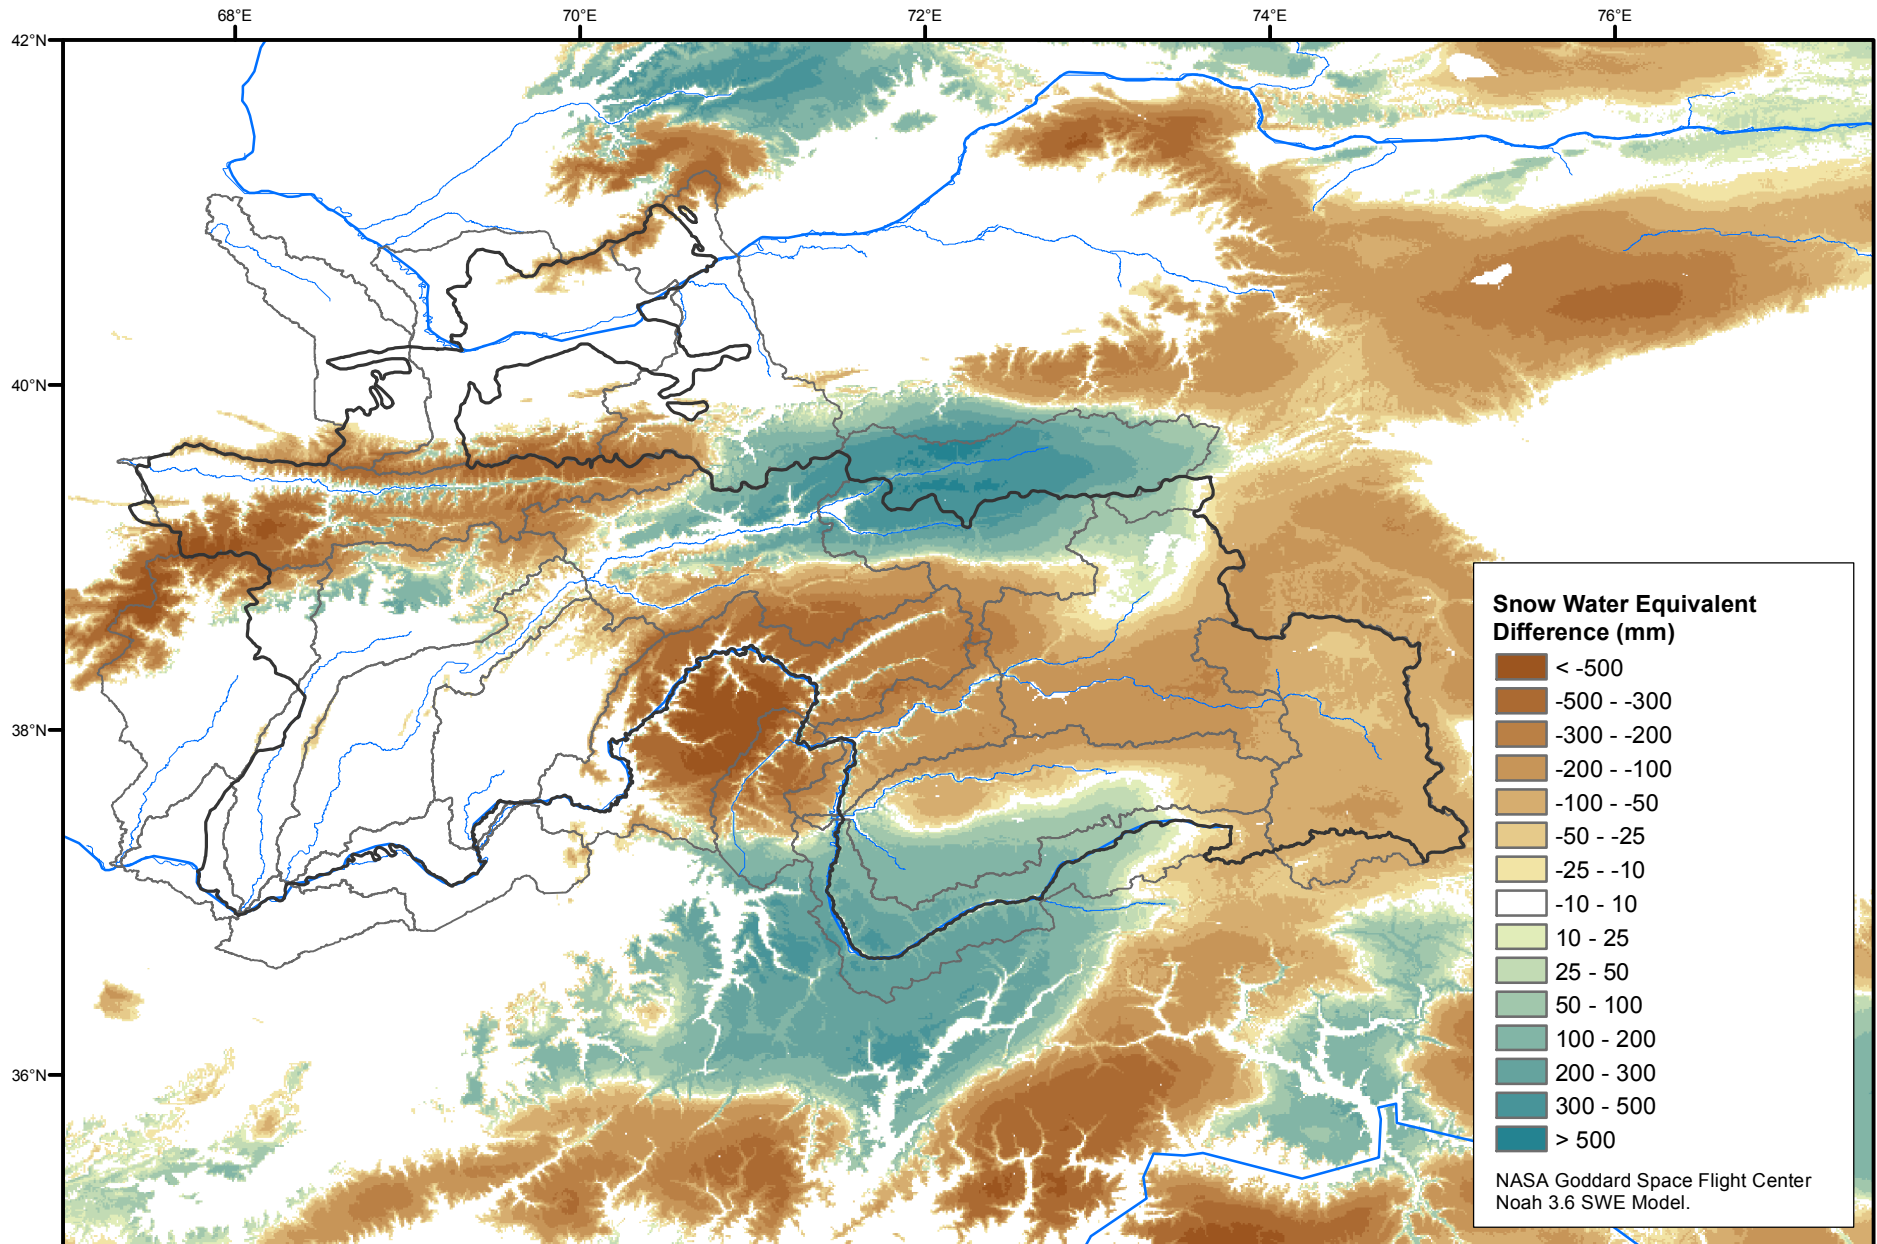 68°E
70°E
72°E
74°E
76°E
42°N
40°N
38°N
36°N
Snow Water Equivalent
Difference (mm)
< -500
-500 - -300
-300 - -200
-200 - -100
-100 - -50
-50 - -25
-25 - -10
-10 - 10
10 - 25
25 - 50
50 - 100
100 - 200
200 - 300
300 - 500
> 500
NASA Goddard Space Flight Center
Noah 3.6 SWE Model.